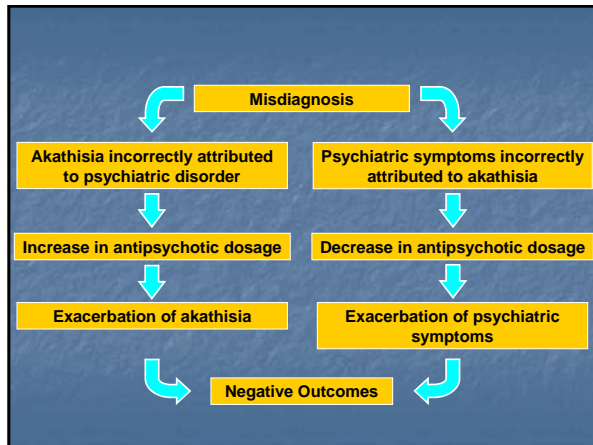 Misdiagnosis
Akathisia incorrectly attributed
to psychiatric disorder
Psychiatric symptoms incorrectly
attributed to akathisia
Increase in antipsychotic dosage
Decrease in antipsychotic dosage
Exacerbation of akathisia
Exacerbation of psychiatric
symptoms
Negative Outcomes